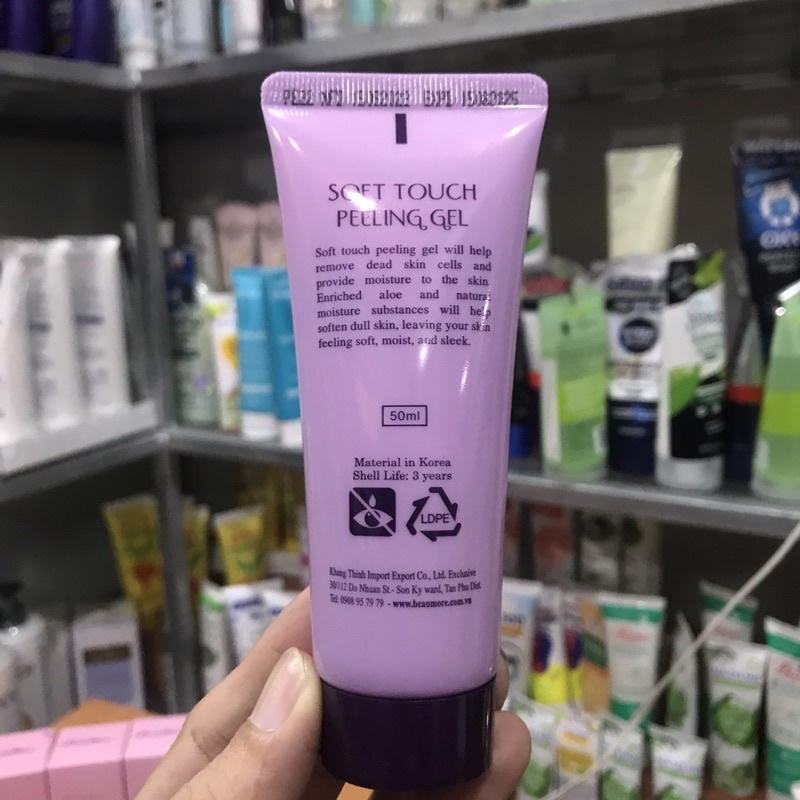 SOFT TOUCH
PEELING GEL
Soft touch peeling gel will help
remove dead skin cells and
provide moisture to the skin.
Enriched aloe and natural
moisture substances will help
soften dull skin, leaving your skin
feeling soft, moist, and sleek.
50ml
Material in Korea
Shell Life: 3 years
LDPE
Khang Thinh Import Export Co., Ltd. Exclusive
30/112 Do Nhuan St.- Son Ky ward, Tan Phu Dist.
Tel: 0908 95 79 79 - www.beaumore.com.vn
OXY